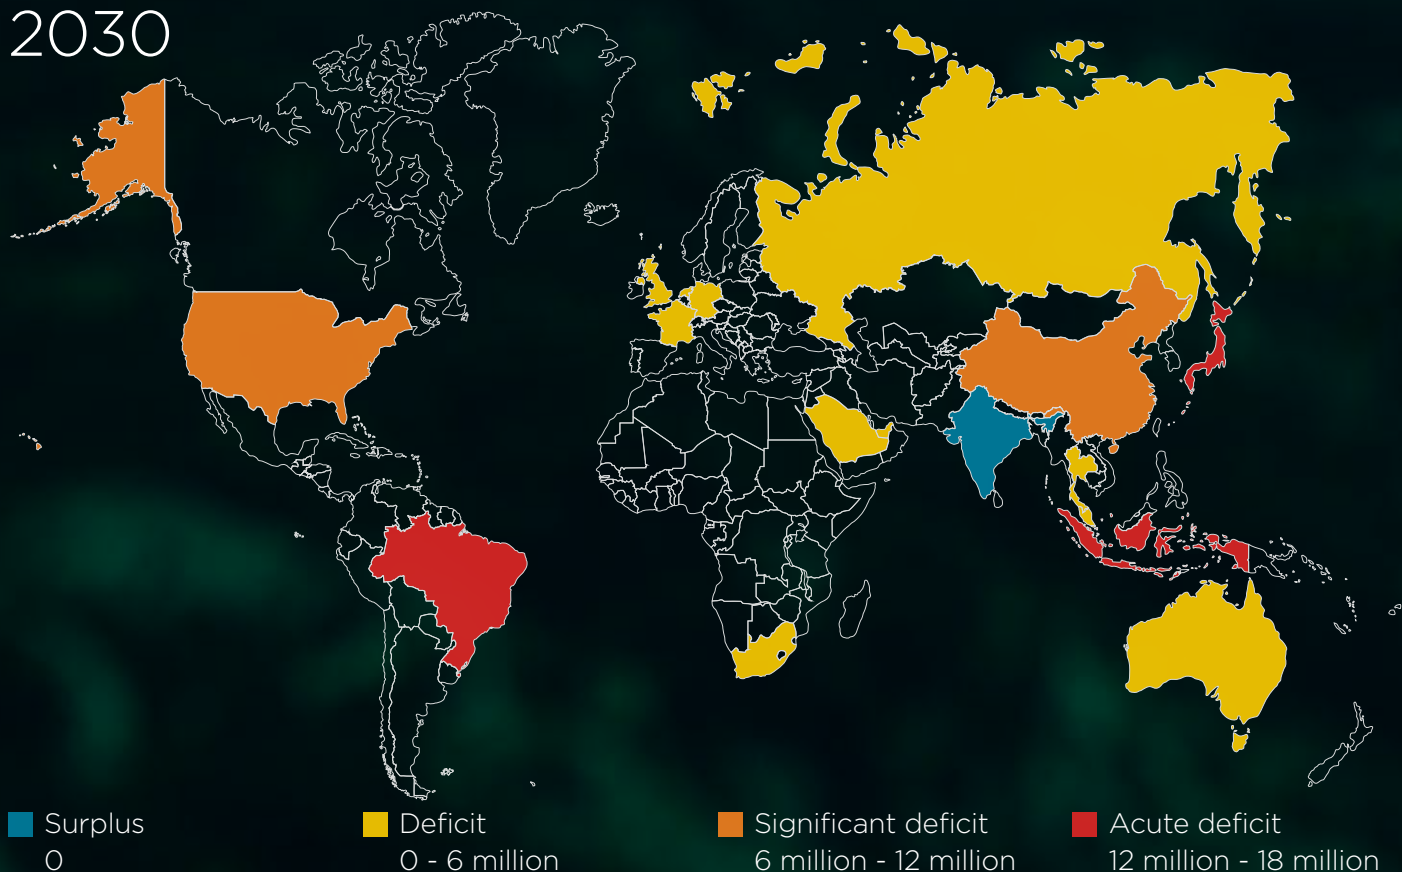 2030
Surplus
0
Deficit
0 - 6 million
Significant deficit
6 million - 12 million
Acute deficit
12 million - 18 million